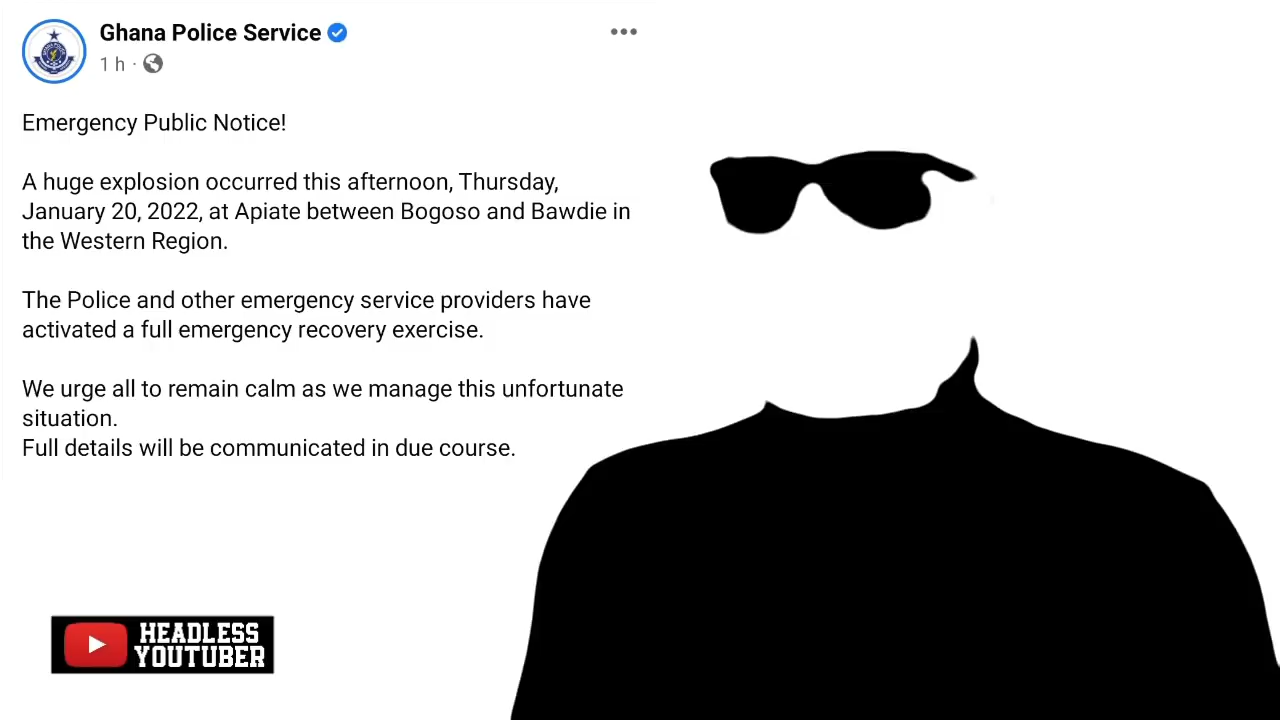 Ghana Police Service
1 h ·
Emergency Public Notice!
A huge explosion occurred this afternoon, Thursday,
January 20, 2022, at Apiate between Bogoso and Bawdie in
the Western Region.
The Police and other emergency service providers have
activated a full emergency recovery exercise.
We urge all to remain calm as we manage this unfortunate
situation.
Full details will be communicated in due course.
HEADLESS
YOUTUBER